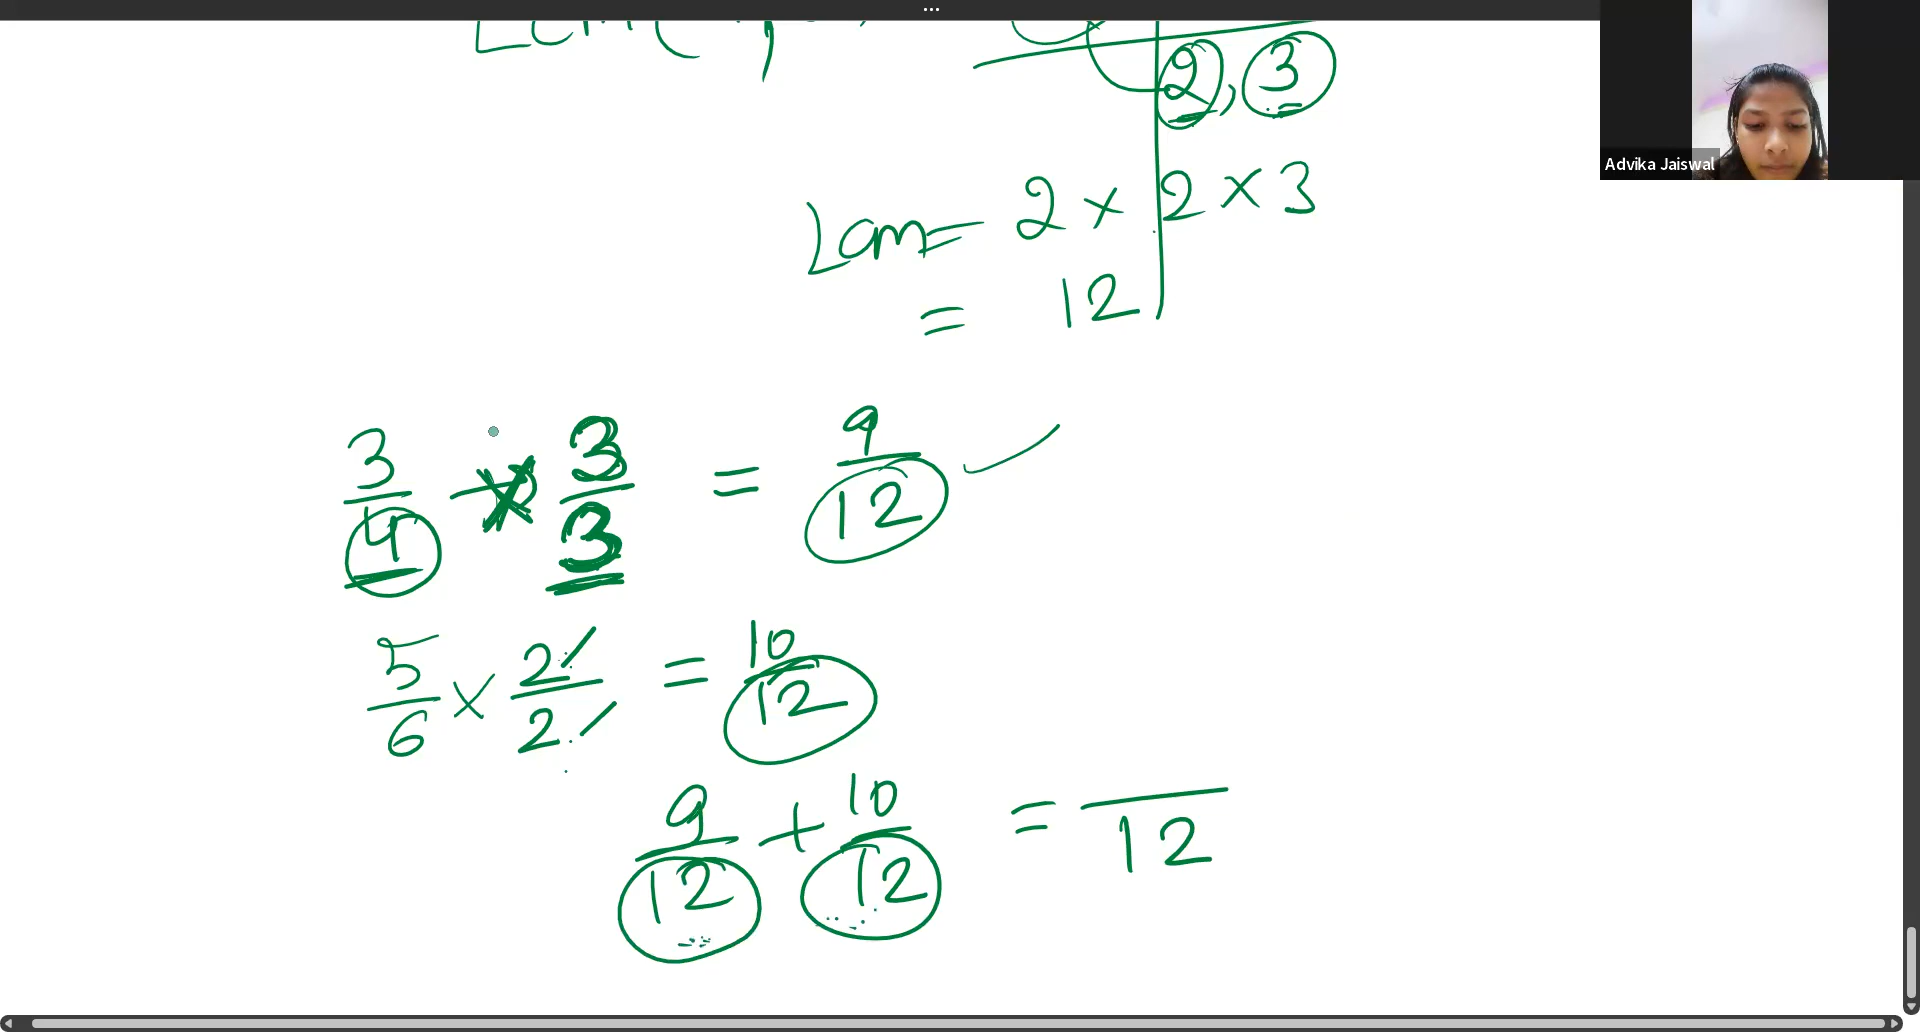 ...
Lcm(
2, 3
Advika Jaiswal
Lcm = 2 × 2 × 3
= 12
3/4 × 3/3 = 9/12 ✓
5/6 × 2/2 = 10/12
9/12 + 10/12 = /12